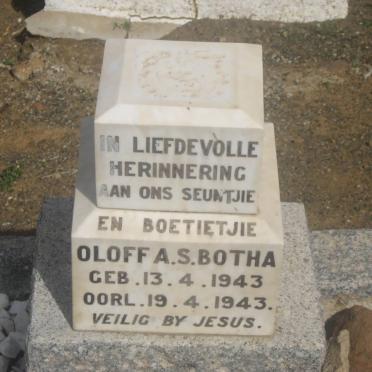 IN LIEFDEVOLLE
HERINNERING
AAN ONS SEUNTJIE
EN BOETIETJIE
OLOFF A.S. BOTHA
GEB. 13. 4. 1943
OORL. 19. 4. 1943.
VEILIG BY JESUS.